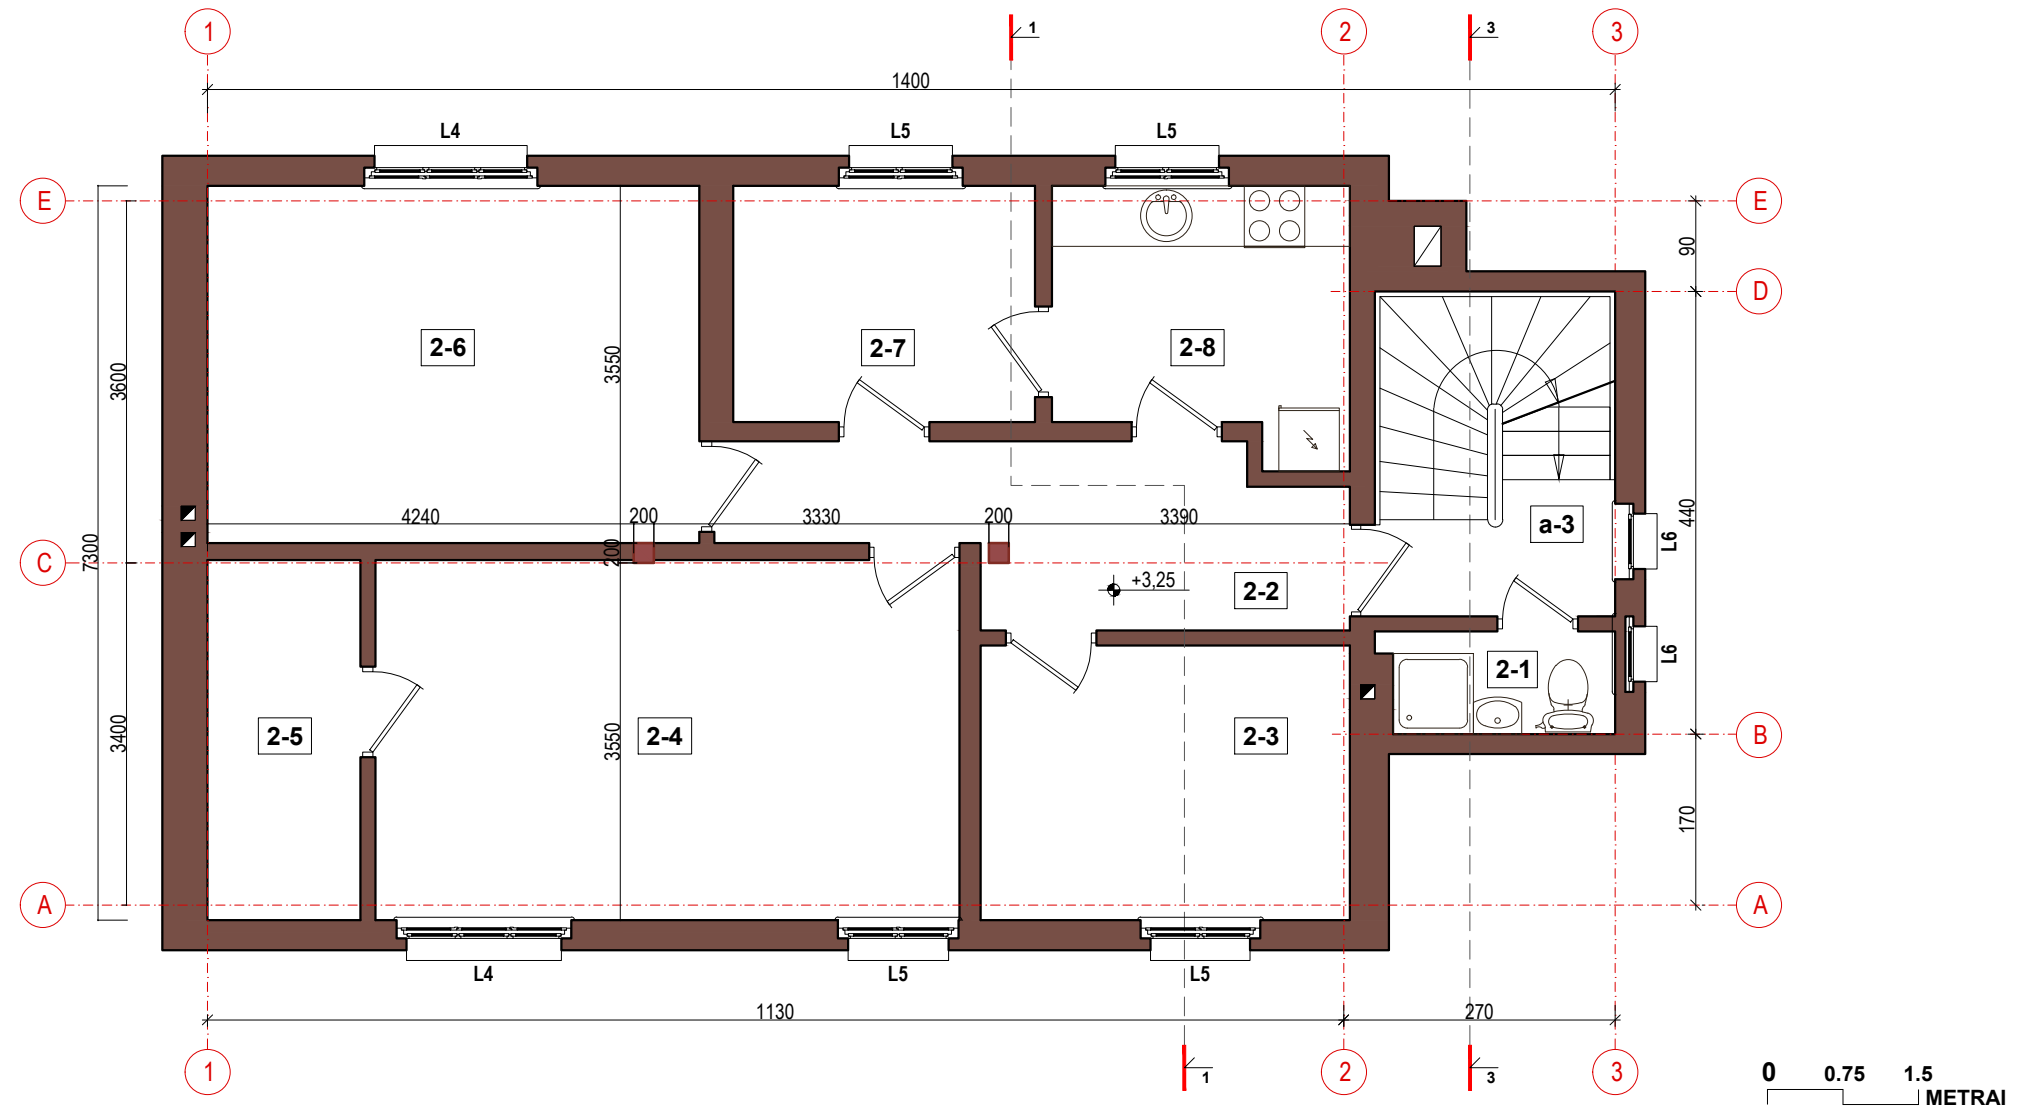 1 1 2 3 3
1400
L4 L5 L5
E E
90
D
2-6 2-7 2-8
3600 3550
4240 200 3330 200 3390
a-3 440
L6
7300 200
C
+3,25 2-2
L6
2-1
3400 3550
2-5 2-4 2-3
B
170
A A
L4 L5 L5
1130 270
1 1 2 3 3
0 0.75 1.5
METRAI